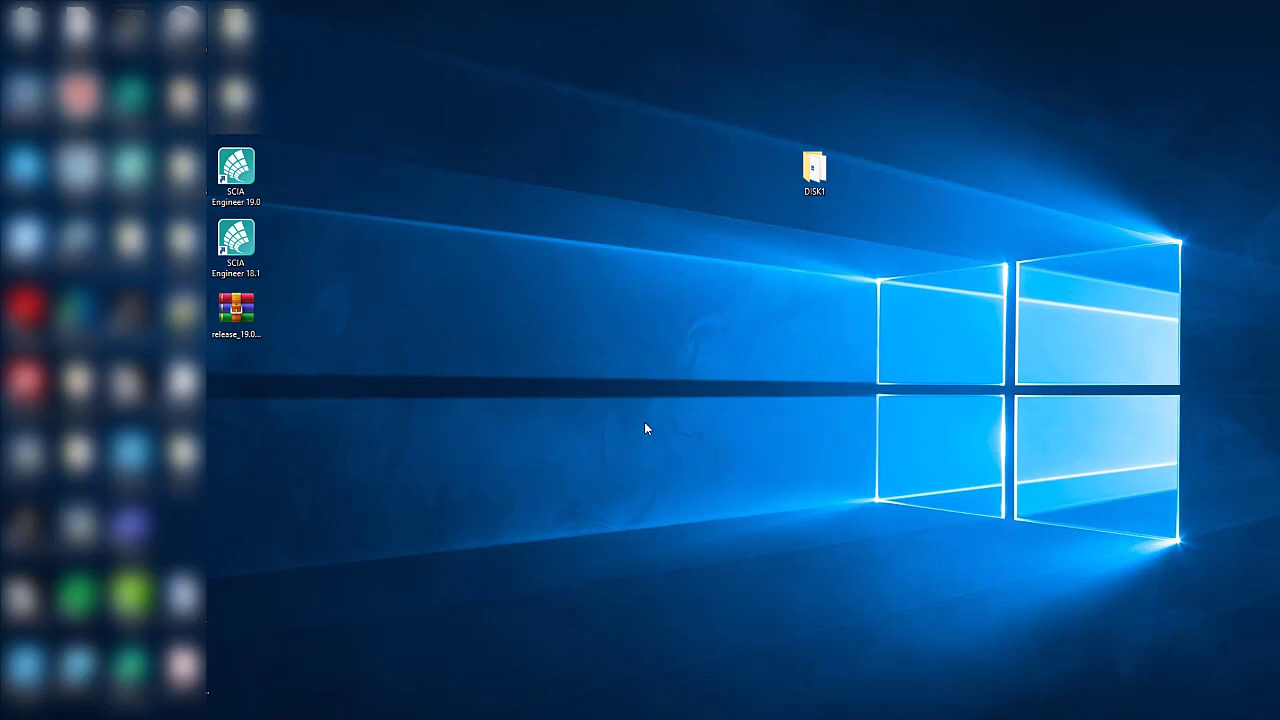 SCIA
Engineer 19.0
SCIA
Engineer 18.1
release_19.0...
DISK1